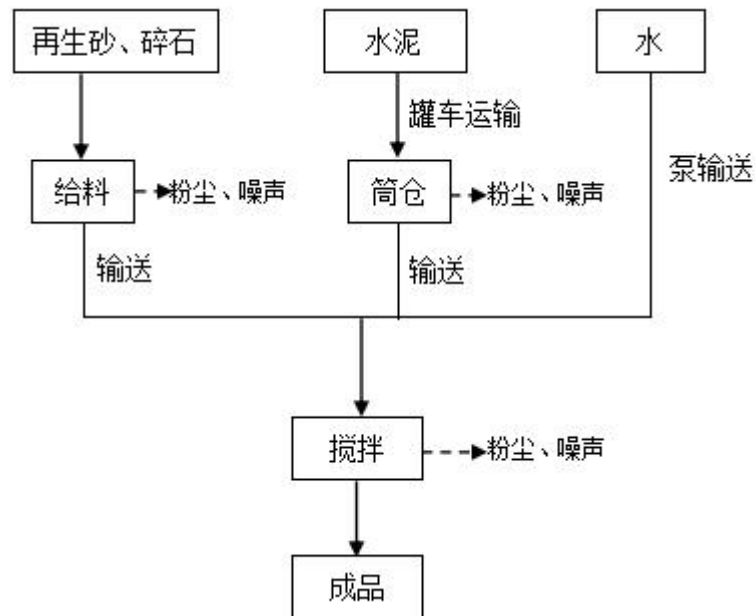 再生砂、碎石
水泥
水
罐车运输
泵输送
给料
粉尘、噪声
筒仓
粉尘、噪声
输送
输送
搅拌
粉尘、噪声
成品